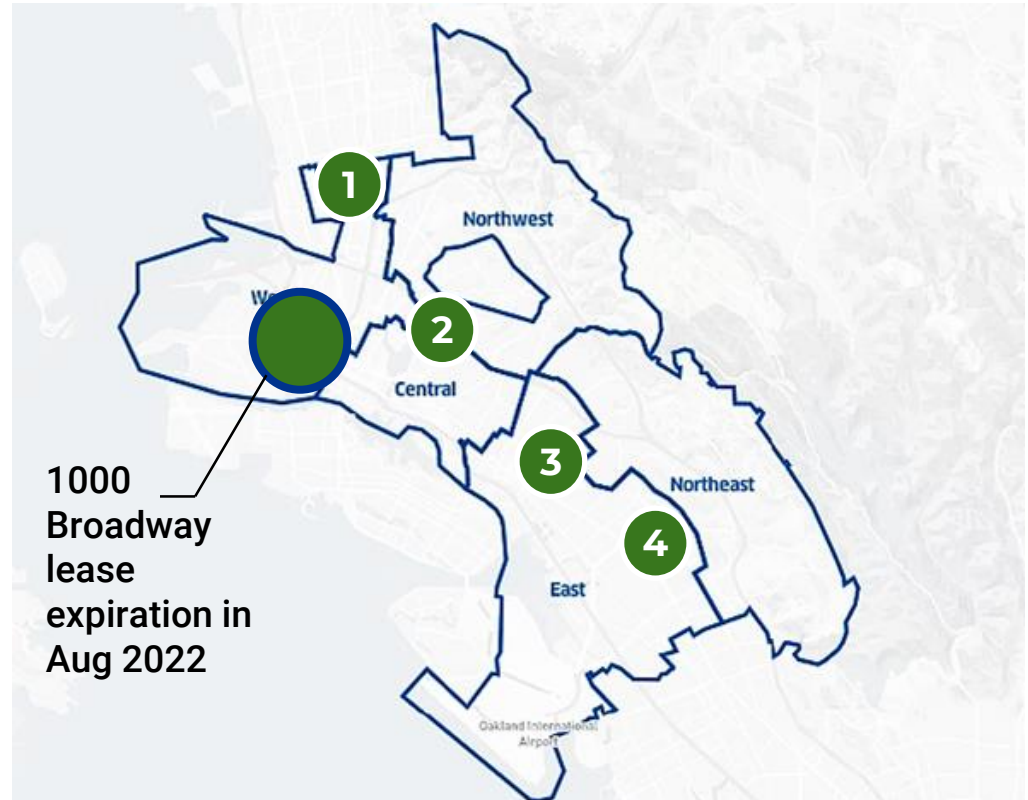 1
Northwest
2
Central
3
Northeast
4
East
1000
Broadway
lease
expiration in
Aug 2022
Oakland International
Airport